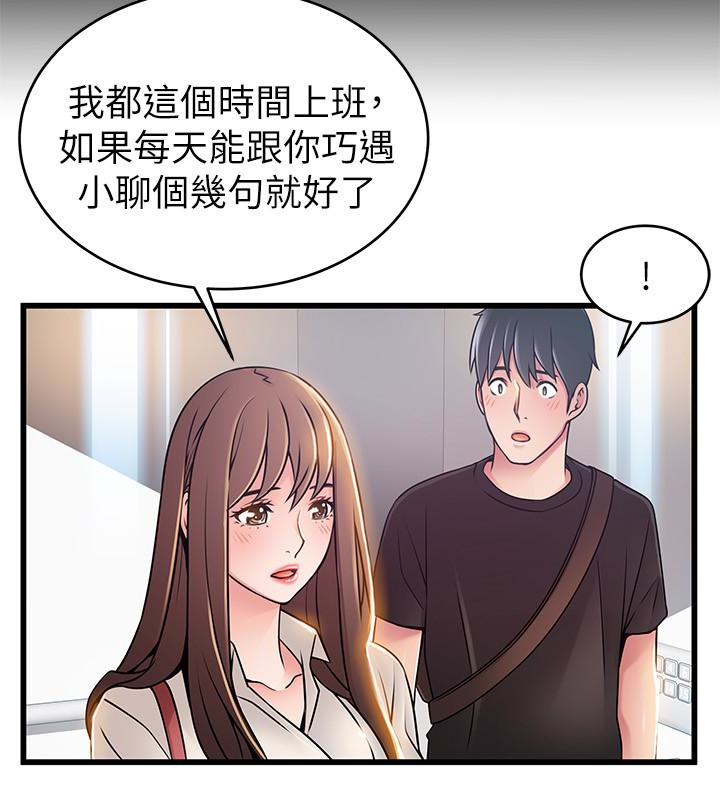 我都這個時間上班，
如果每天能跟你巧遇
小聊個幾句就好了
！